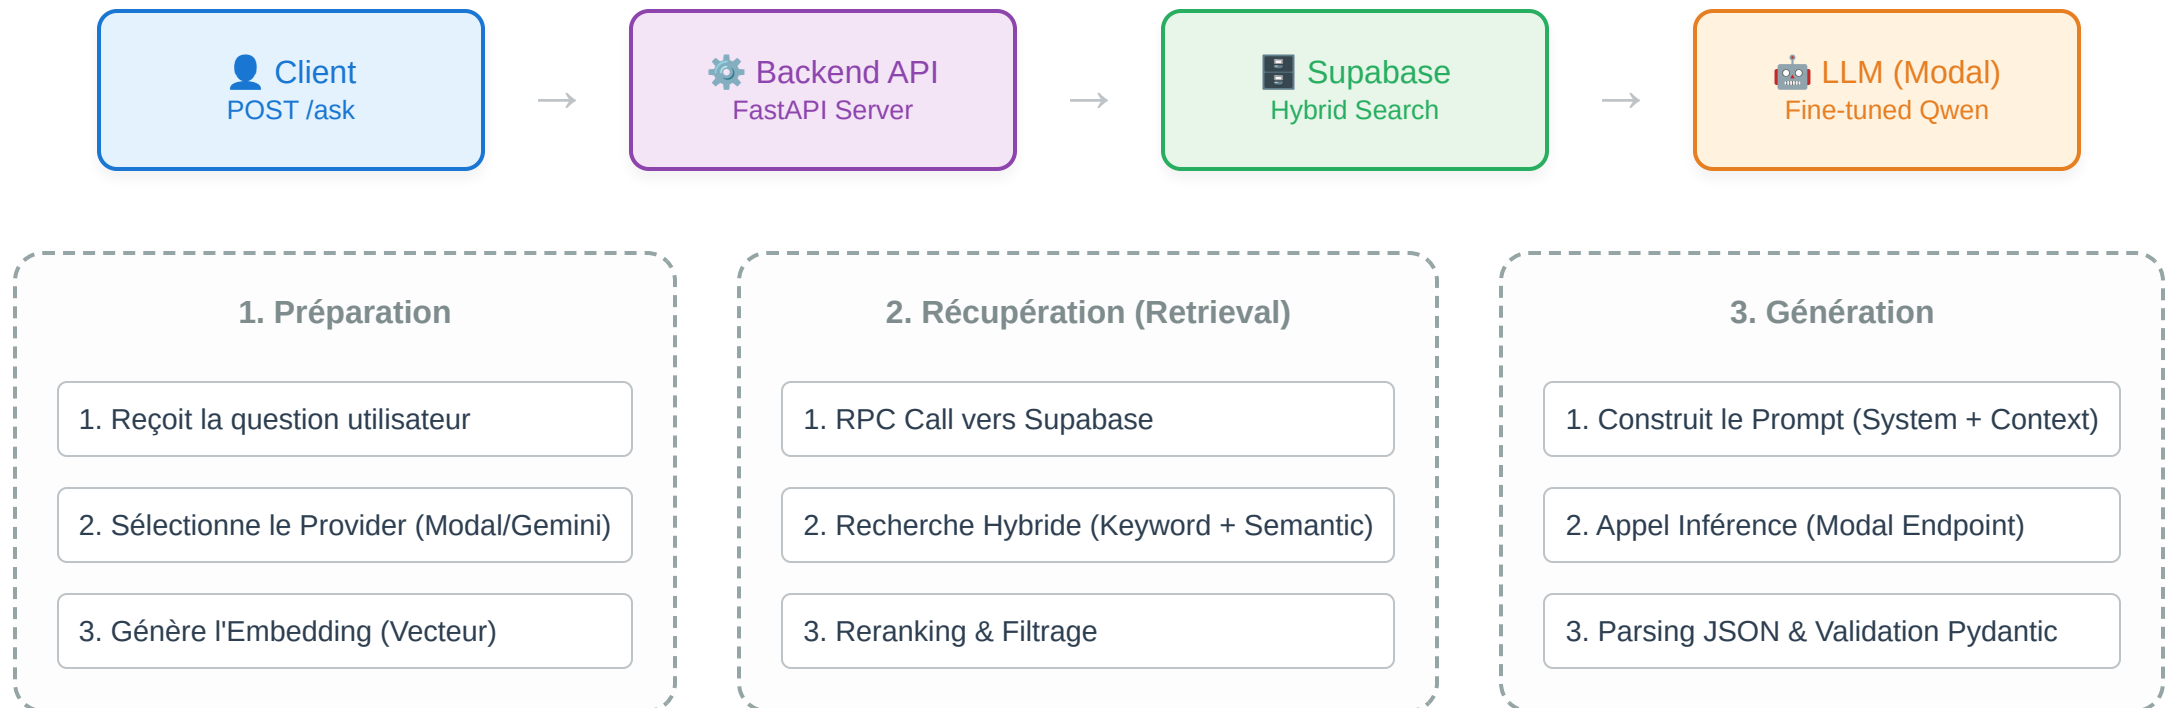 👤 Client
POST /ask
→
⚙️ Backend API
FastAPI Server
→
🗄️ Supabase
Hybrid Search
→
🤖 LLM (Modal)
Fine-tuned Qwen
1. Préparation
1. Reçoit la question utilisateur
2. Sélectionne le Provider (Modal/Gemini)
3. Génère l'Embedding (Vecteur)
2. Récupération (Retrieval)
1. RPC Call vers Supabase
2. Recherche Hybride (Keyword + Semantic)
3. Reranking & Filtrage
3. Génération
1. Construit le Prompt (System + Context)
2. Appel Inférence (Modal Endpoint)
3. Parsing JSON & Validation Pydantic